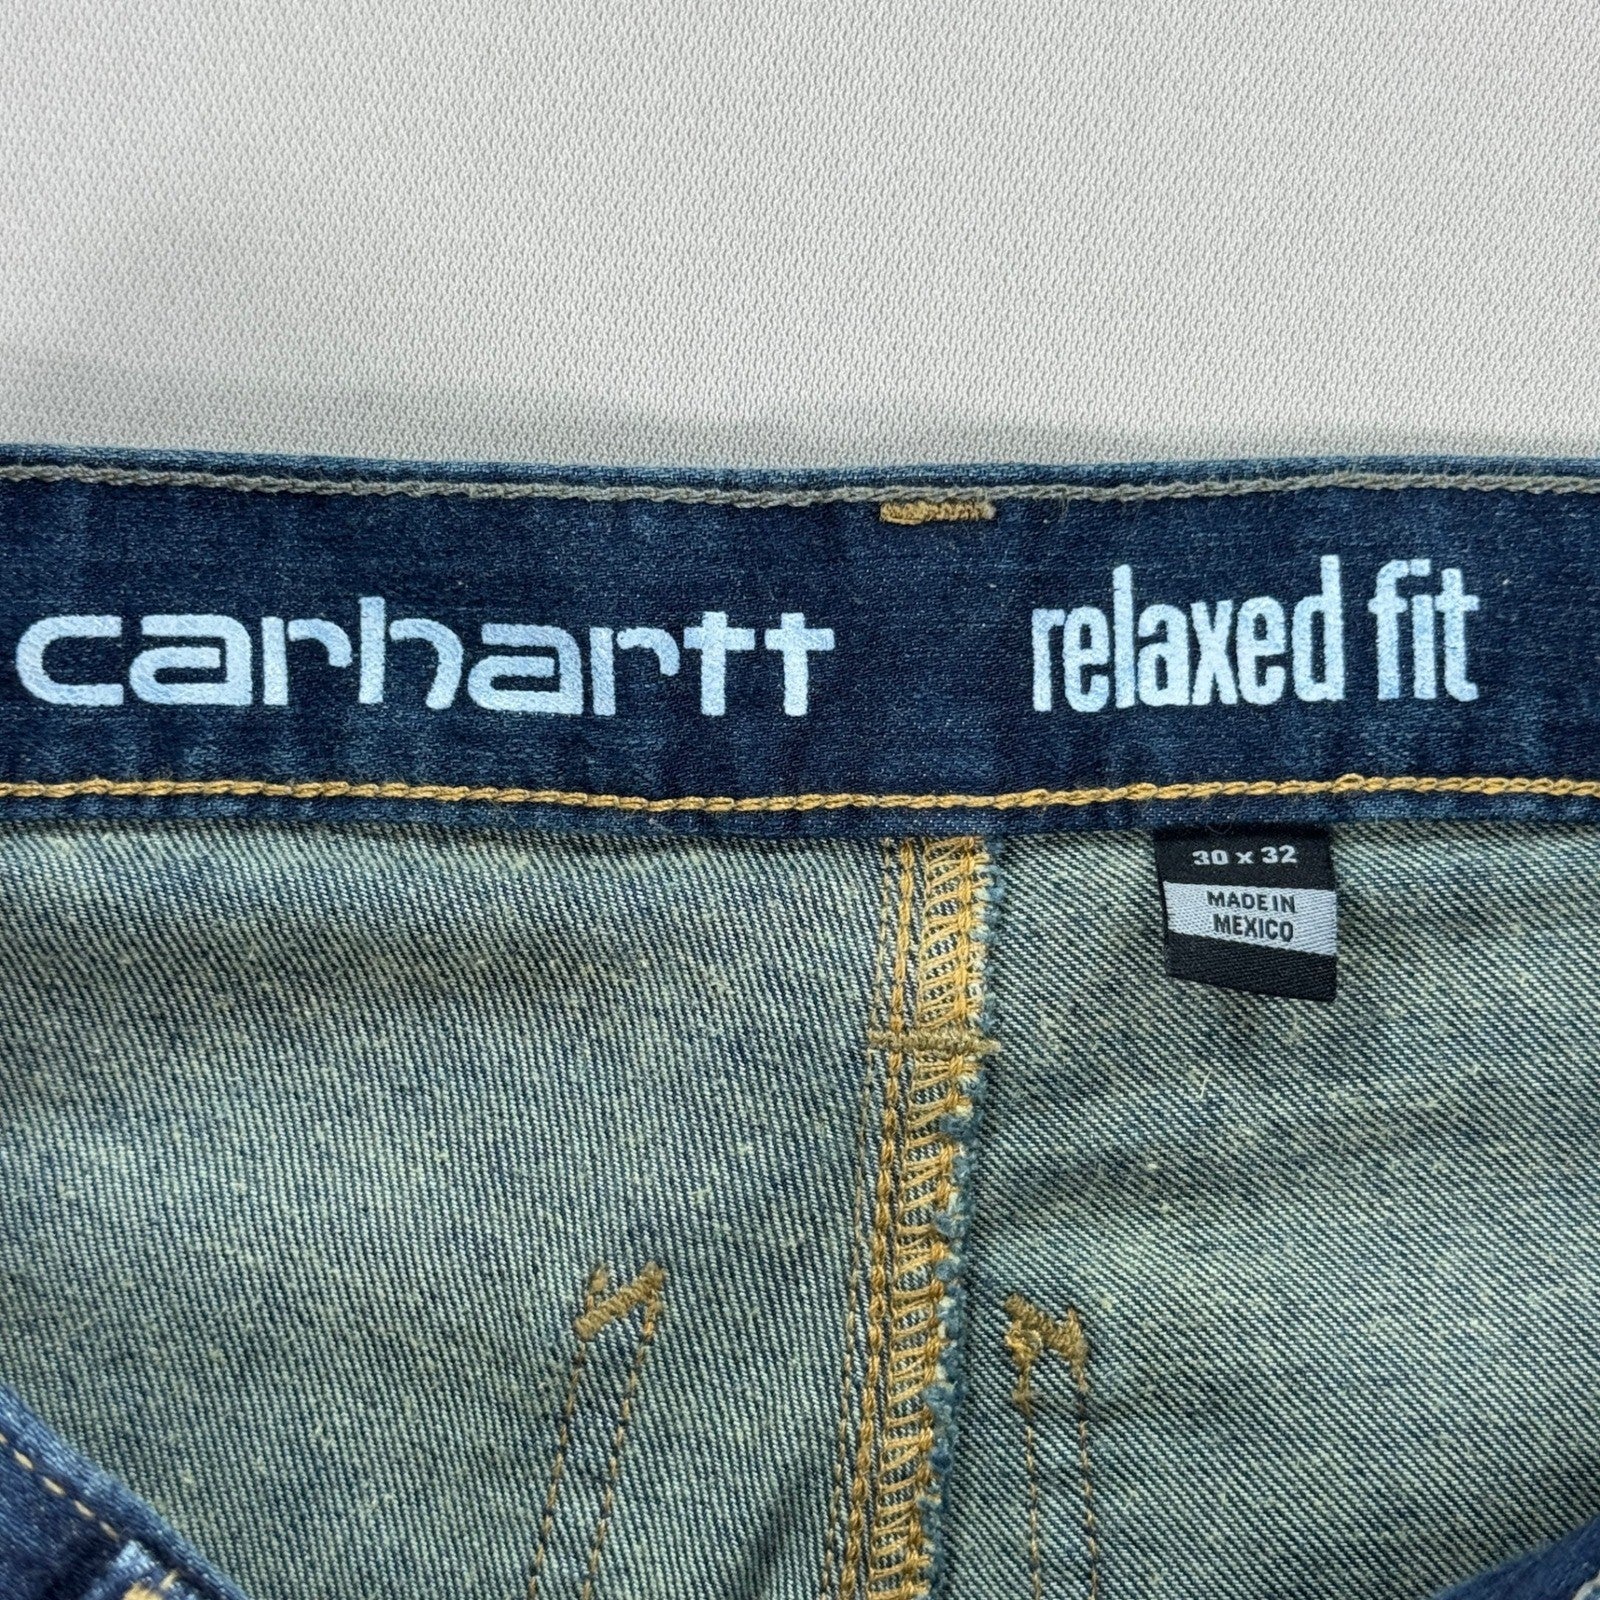 carhartt relaxed fit
30 x 32
MADE IN
MEXICO